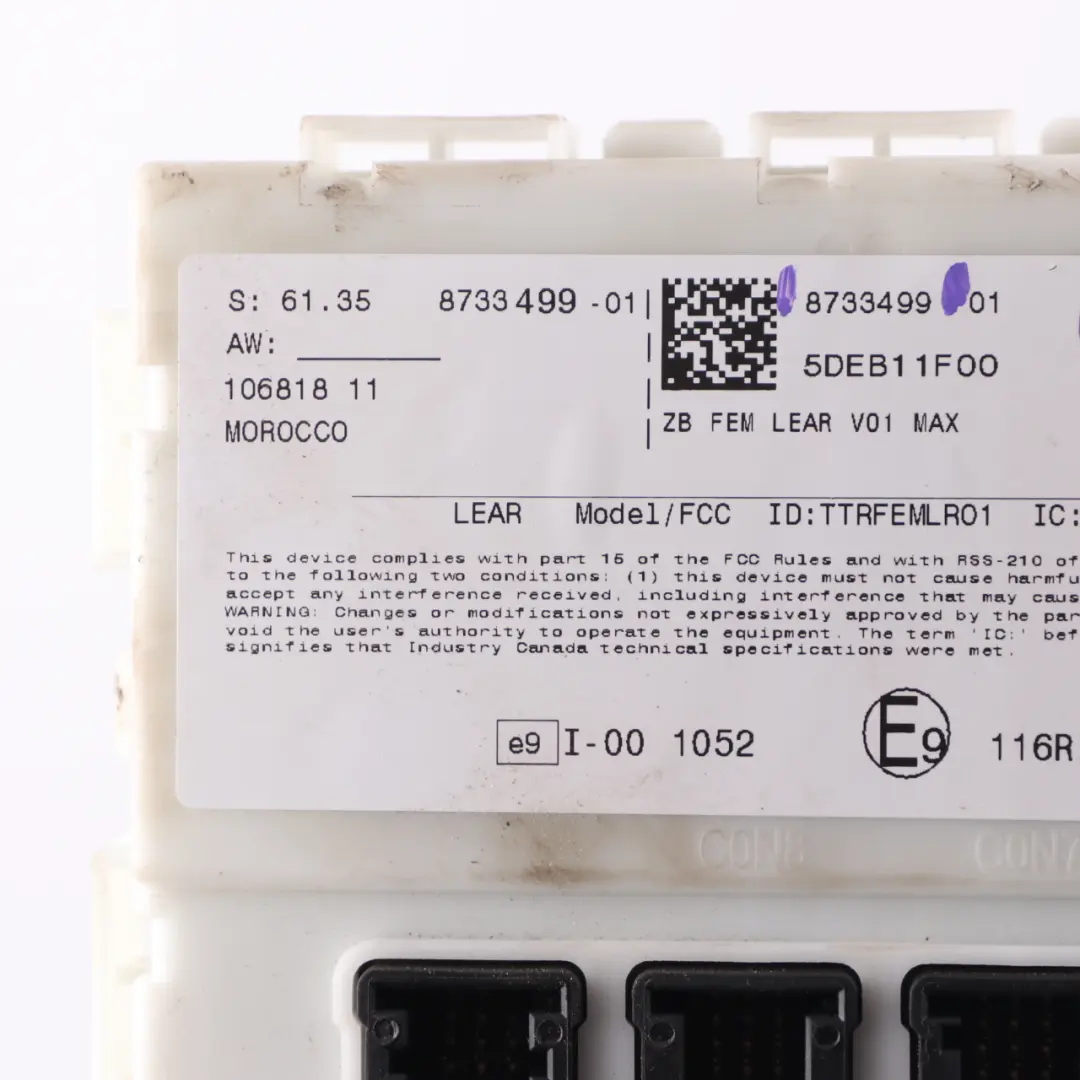 S: 61.35 8733499 -01 8733499 01
AW: 5DEB11F00
106818 11 ZB FEM LEAR V01 MAX
MOROCCO
LEAR Model/FCC ID:TTRFEMLR01 IC:
This device complies with part 15 of the FCC Rules and with RSS-210 of
to the following two conditions: (1) this device must not cause harmfu
accept any interference received, including interference that may caus
WARNING: Changes or modifications not expressively approved by the par
void the user's authority to operate the equipment. The term 'IC:' bef
signifies that Industry Canada technical specifications were met.
e9 I-00 1052 E9 116R
CON8 CON7